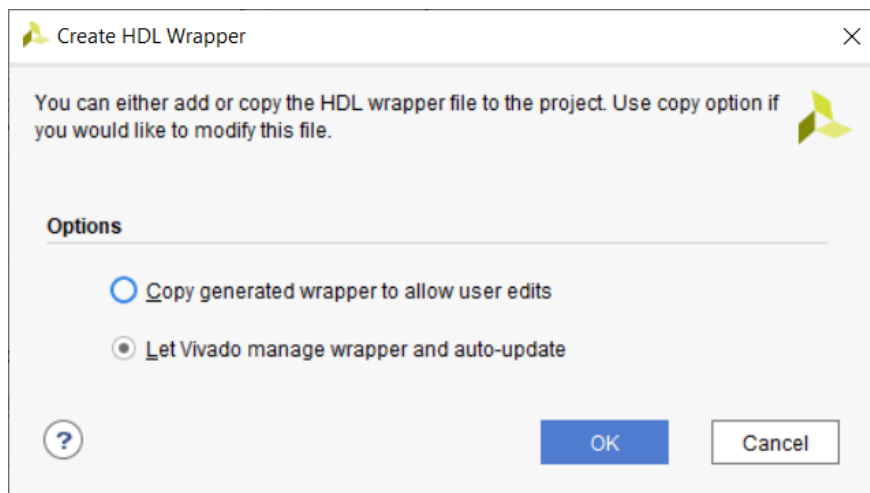 Create HDL Wrapper
You can either add or copy the HDL wrapper file to the project. Use copy option if
you would like to modify this file.
Options
Copy generated wrapper to allow user edits
Let Vivado manage wrapper and auto-update
?
OK
Cancel